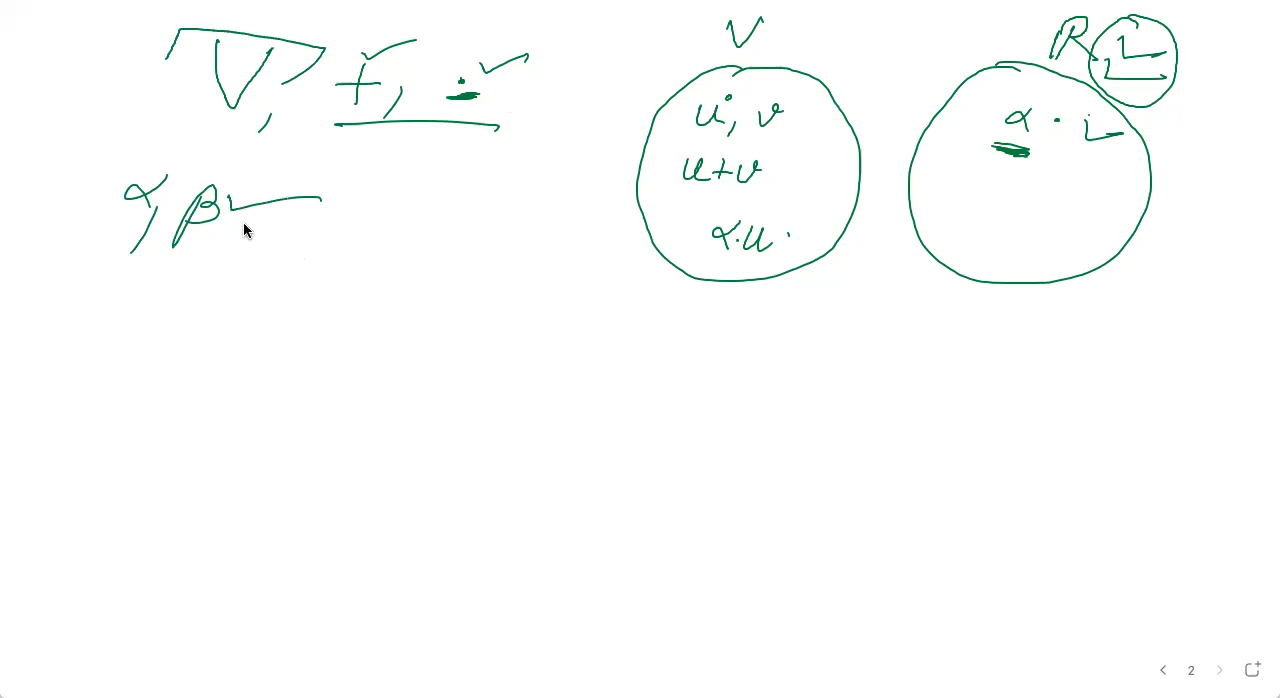 V, +, ·
α, β
V
u, v
u+v
α.u .
R
α .
2